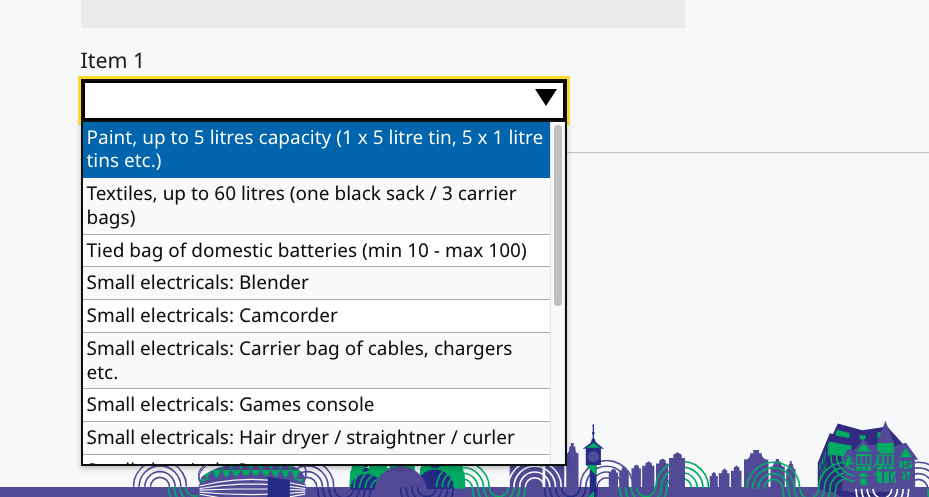 Item 1
Paint, up to 5 litres capacity (1 x 5 litre tin, 5 x 1 litre
tins etc.)
Textiles, up to 60 litres (one black sack / 3 carrier
bags)
Tied bag of domestic batteries (min 10 - max 100)
Small electricals: Blender
Small electricals: Camcorder
Small electricals: Carrier bag of cables, chargers
etc.
Small electricals: Games console
Small electricals: Hair dryer / straightner / curler